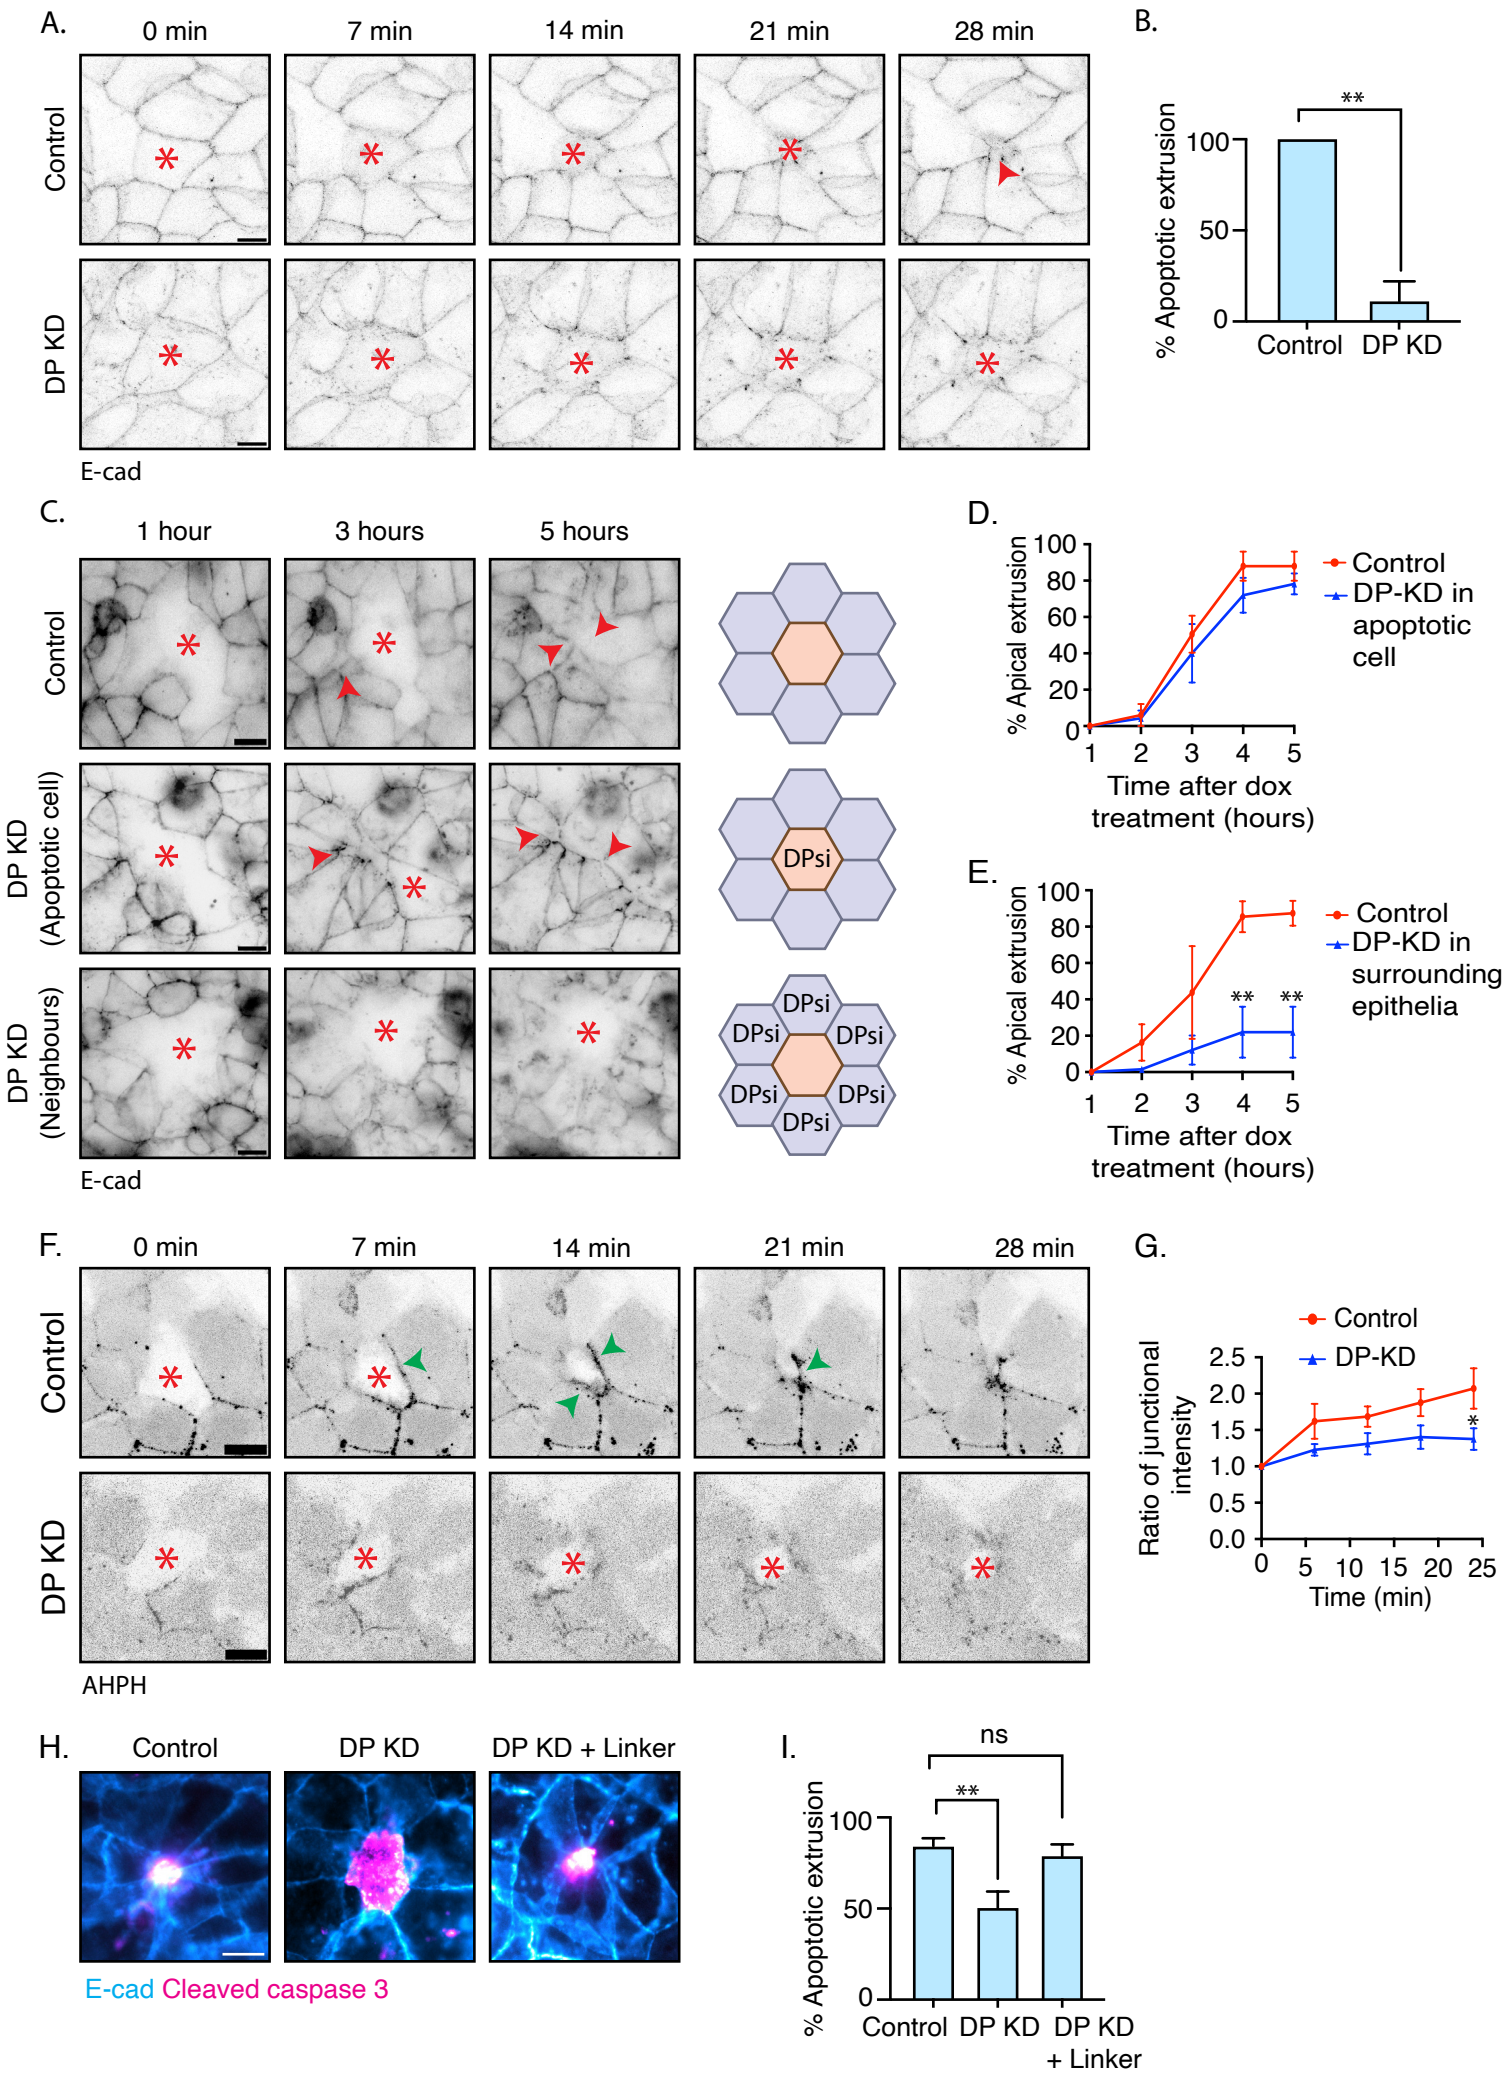 A.
0 min 7 min 14 min 21 min 28 min
Control
DP KD
E-cad
B.
% Apoptotic extrusion
100
50
0
**
Control DP KD
C.
1 hour 3 hours 5 hours
Control
DP KD
(Apoptotic cell)
DP KD
(Neighbours)
E-cad
DPsi
DPsi
DPsi DPsi
DPsi DPsi
DPsi
D.
% Apical extrusion
100
80
60
40
20
0
1 2 3 4 5
Time after dox
treatment (hours)
Control
DP-KD in
apoptotic
cell
E.
% Apical extrusion
100
80
60
40
20
0
** **
1 2 3 4 5
Time after dox
treatment (hours)
Control
DP-KD in
surrounding
epithelia
F.
0 min 7 min 14 min 21 min 28 min
Control
DP KD
AHPH
G.
Control
DP-KD
Ratio of junctional
intensity
2.5
2.0
1.5
1.0
0.5
0.0
*
0 5 10 15 20 25
Time (min)
H.
Control DP KD DP KD + Linker
E-cad Cleaved caspase 3
I.
ns
**
% Apoptotic extrusion
100
50
0
Control DP KD DP KD
+ Linker